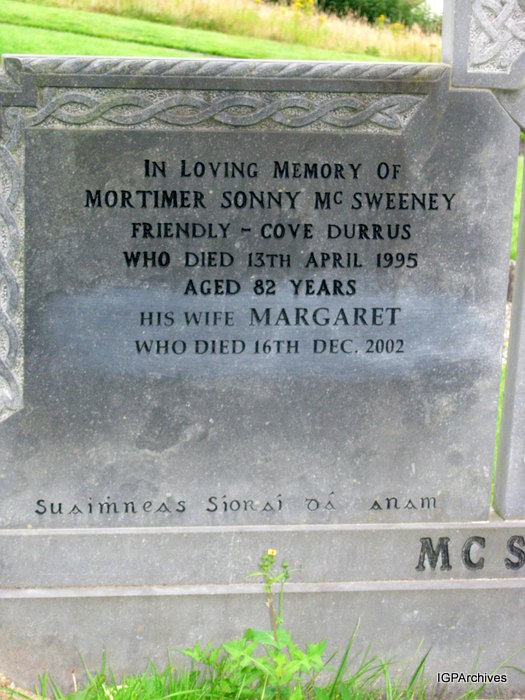 In Loving Memory Of
MORTIMER SONNY Mc SWEENEY
FRIENDLY - COVE DURRUS
WHO DIED 13TH APRIL 1995
AGED 82 YEARS
HIS WIFE MARGARET
WHO DIED 16TH DEC. 2002
Suaiṁneas Síoraí dá anam
MC S
IGPArchives